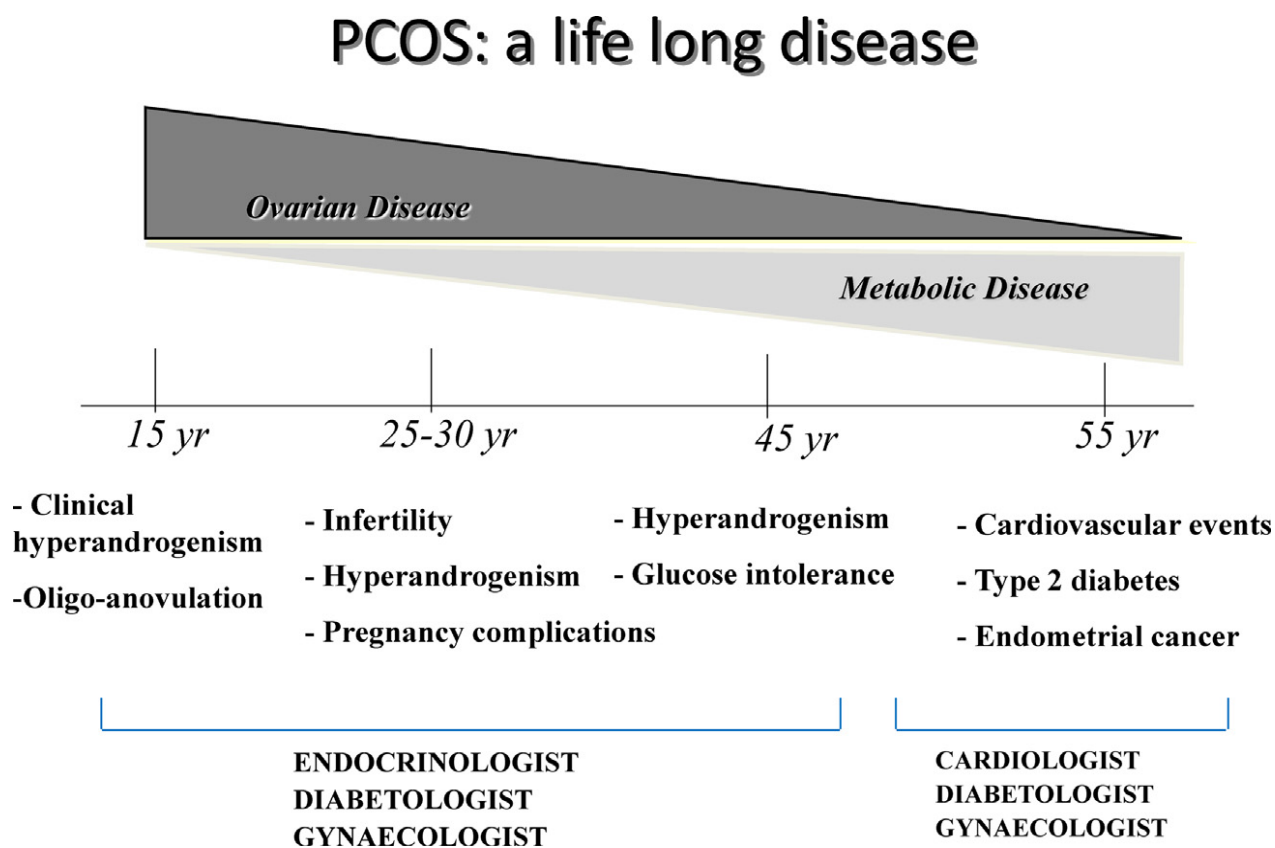 PCOS: a life long disease
Ovarian Disease
Metabolic Disease
15 yr
25-30 yr
45 yr
55 yr
- Clinical
hyperandrogenism
-Oligo-anovulation
- Infertility
- Hyperandrogenism
- Pregnancy complications
- Hyperandrogenism
- Glucose intolerance
- Cardiovascular events
- Type 2 diabetes
- Endometrial cancer
ENDOCRINOLOGIST
DIABETOLOGIST
GYNAECOLOGIST
CARDIOLOGIST
DIABETOLOGIST
GYNAECOLOGIST